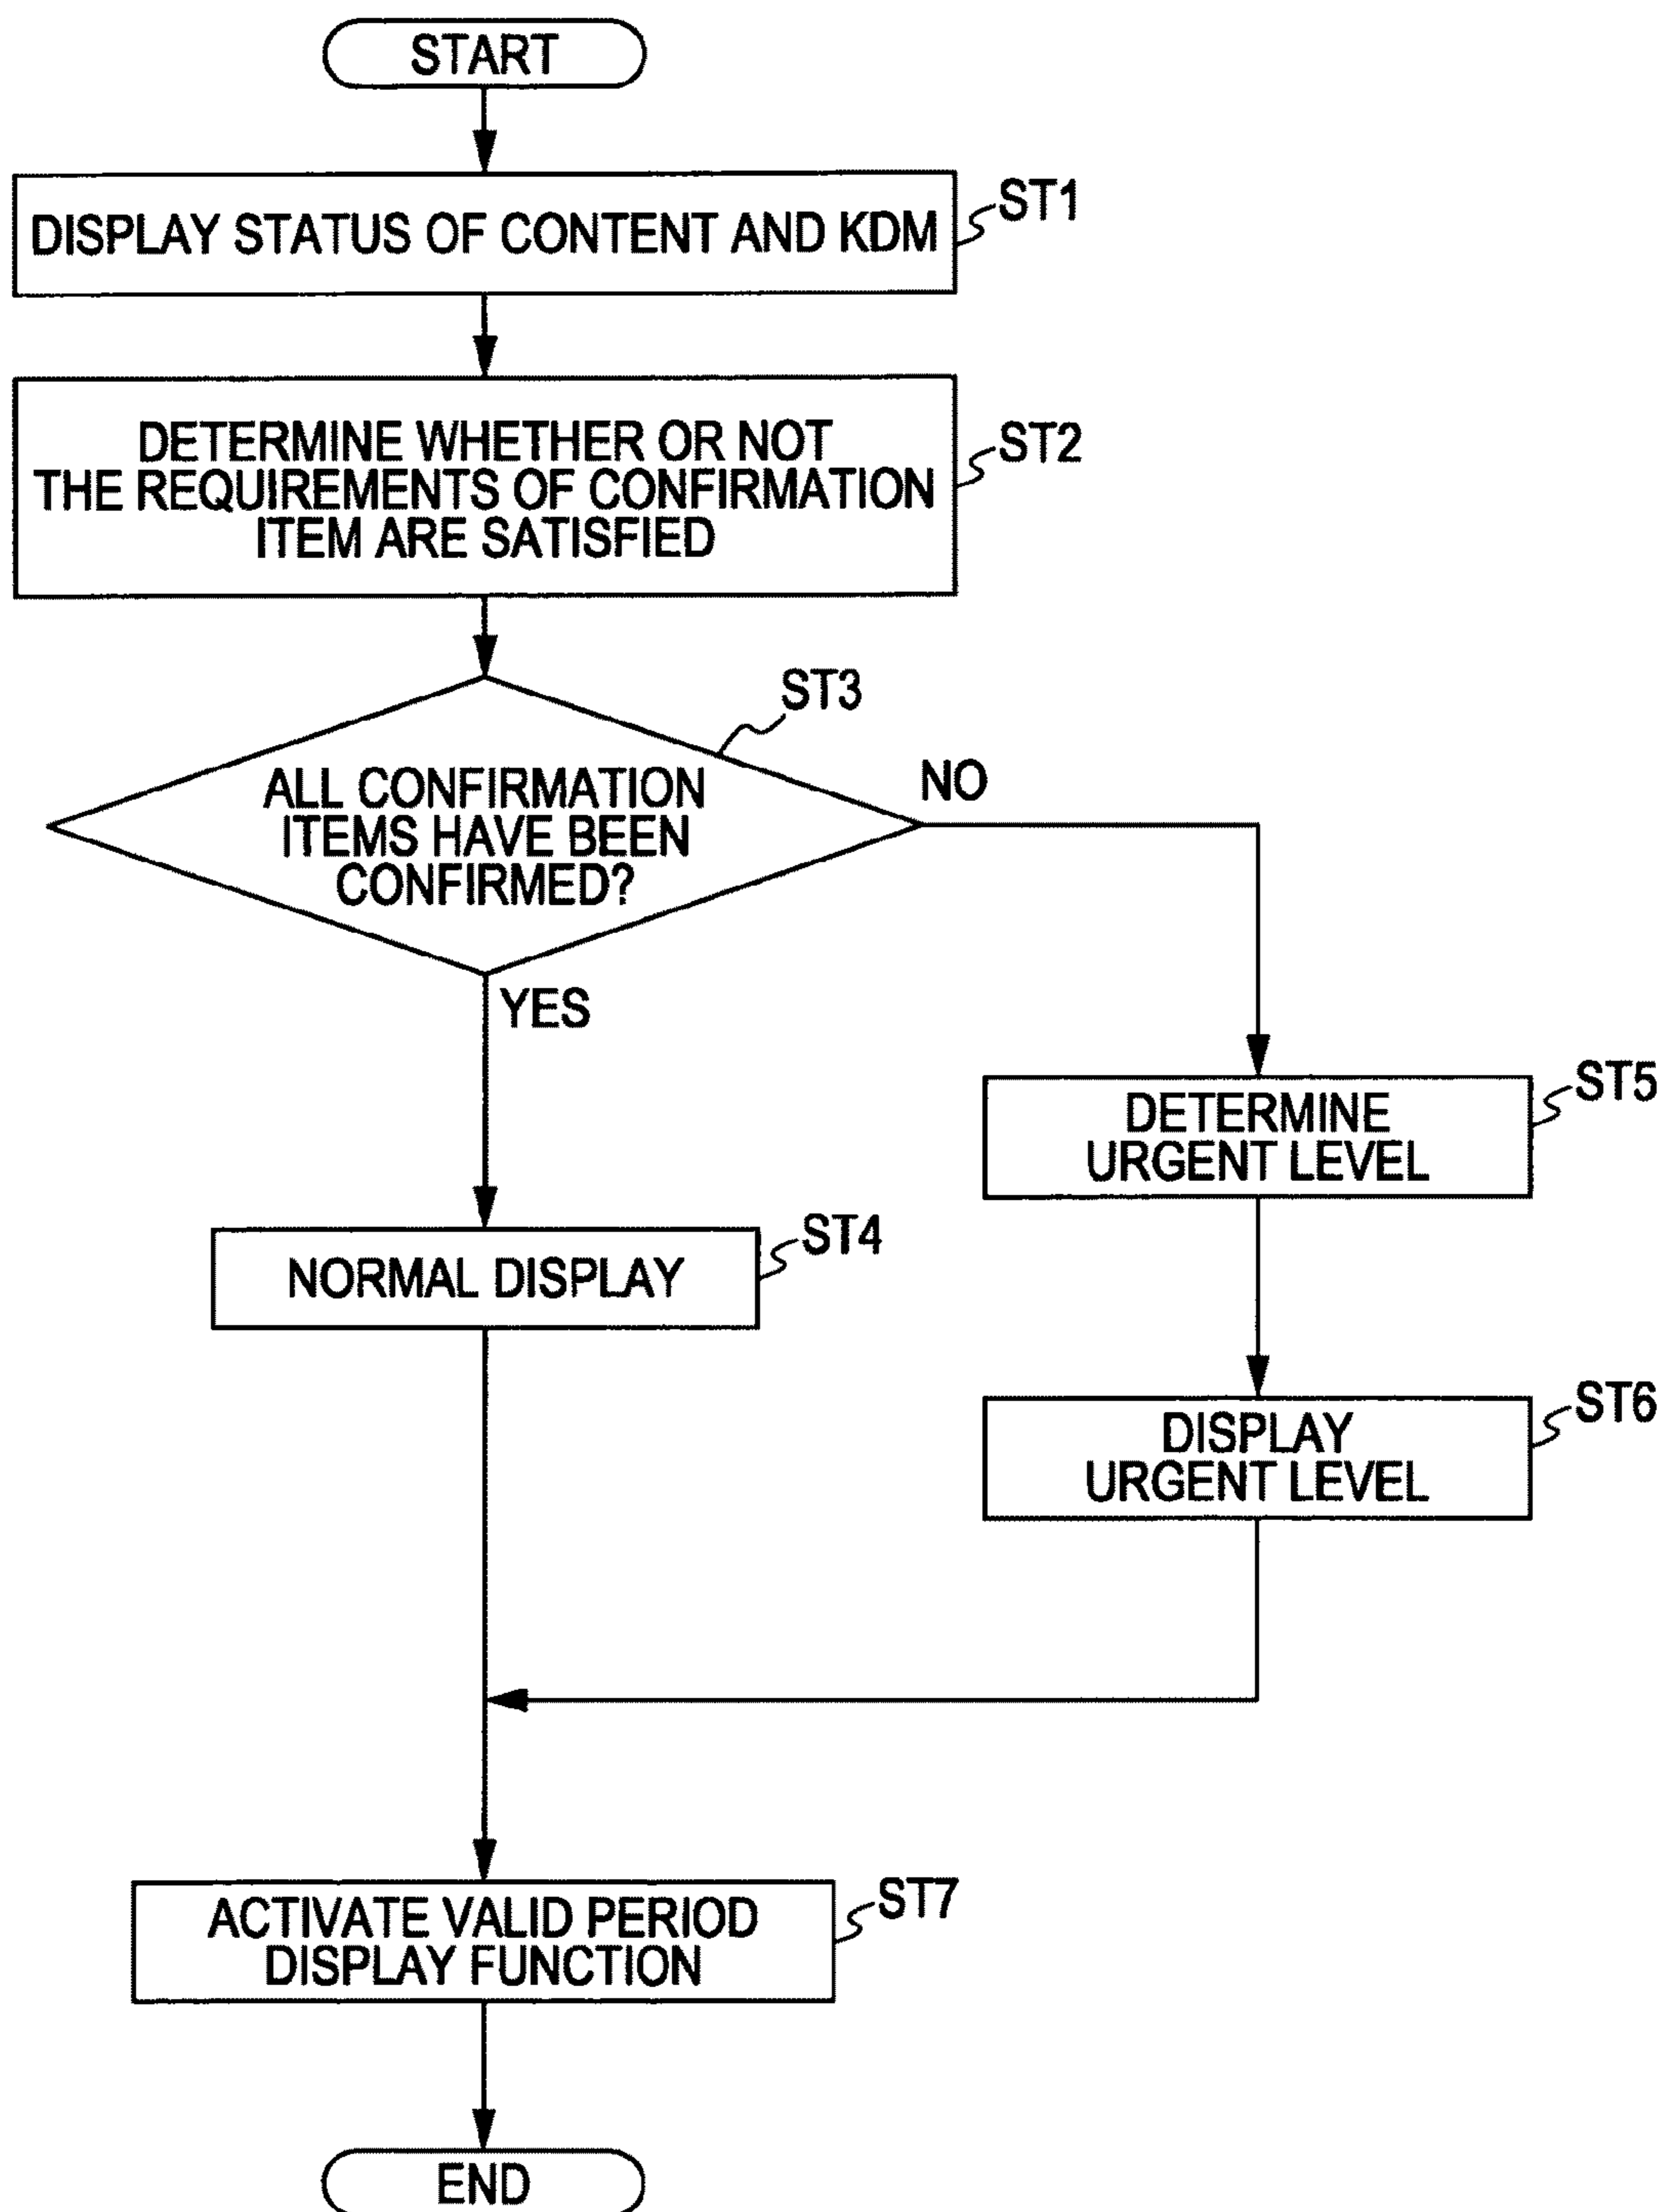 START
DISPLAY STATUS OF CONTENT AND KDM
ST1
DETERMINE WHETHER OR NOT
THE REQUIREMENTS OF CONFIRMATION
ITEM ARE SATISFIED
ST2
ST3
ALL CONFIRMATION
ITEMS HAVE BEEN
CONFIRMED?
NO
YES
ST5
DETERMINE
URGENT LEVEL
ST4
NORMAL DISPLAY
ST6
DISPLAY
URGENT LEVEL
ST7
ACTIVATE VALID PERIOD
DISPLAY FUNCTION
END